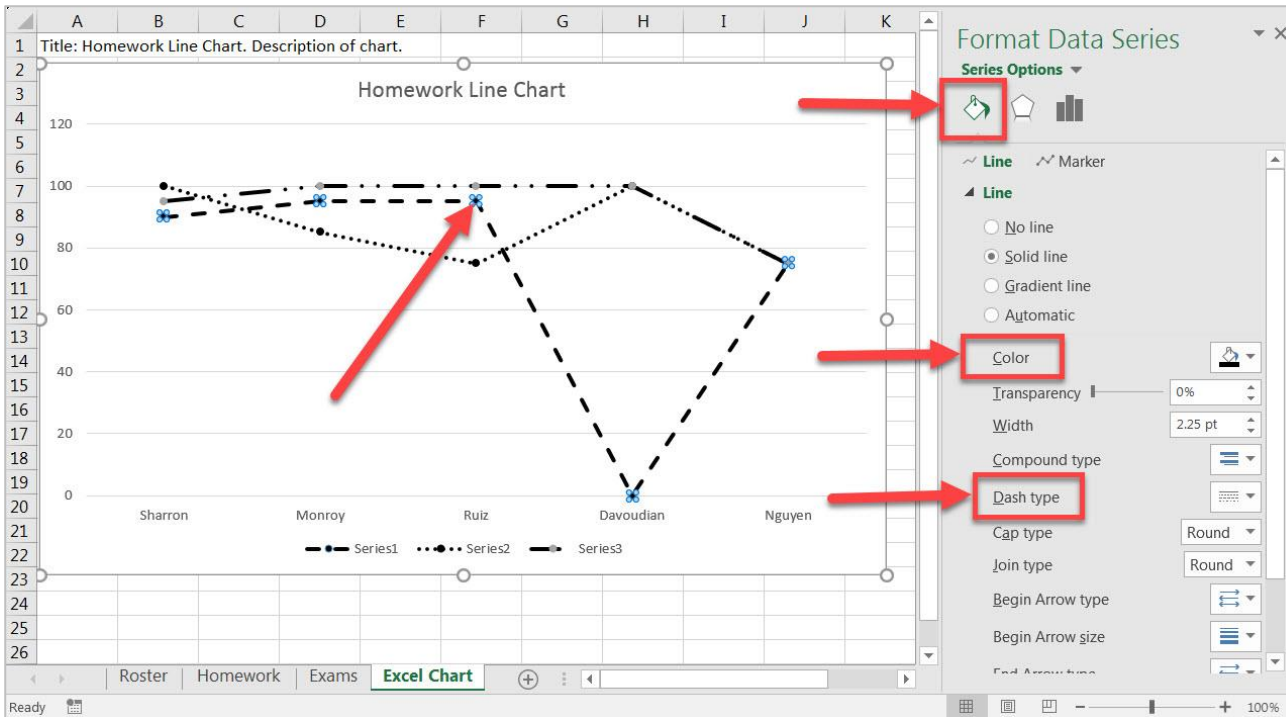 A B C D E F G H I J K
1 Title: Homework Line Chart. Description of chart.
2
3
4
5
6
7
8
9
10
11
12
13
14
15
16
17
18
19
20
21
22
23
24
25
26
Homework Line Chart
120
100
80
60
40
20
0
Sharron Monroy Ruiz Davoudian Nguyen
Series1 Series2 Series3
Roster Homework Exams Excel Chart
Ready
100%
Format Data Series
Series Options
Line Marker
Line
No line
Solid line
Gradient line
Automatic
Color
Transparency 0%
Width 2.25 pt
Compound type
Dash type
Cap type Round
Join type Round
Begin Arrow type
Begin Arrow size
End Arrow type